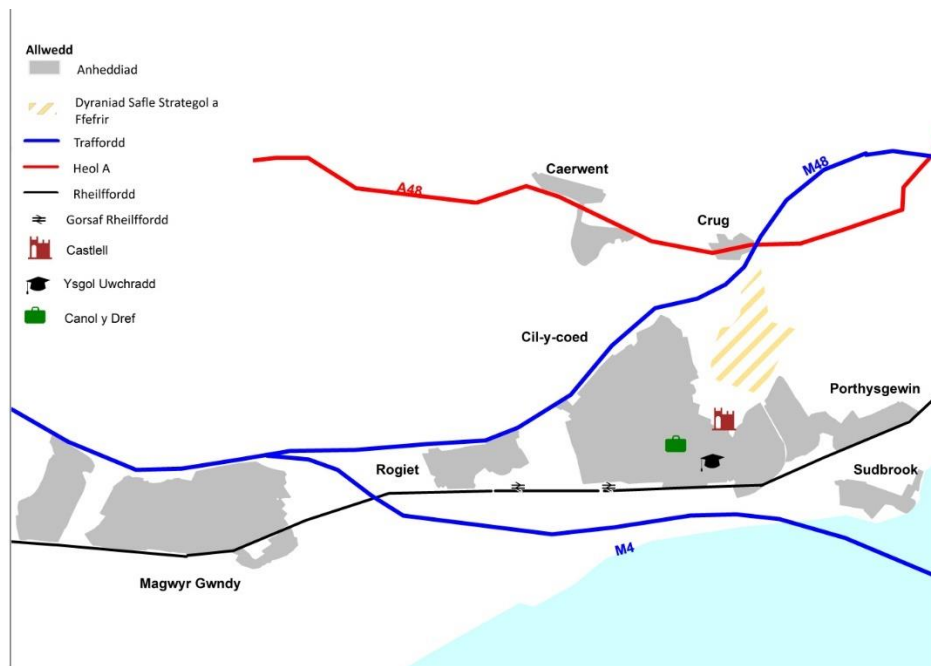 Allwedd
Anheddiad
Dyraniad Safle Strategol a
Ffefrir
Traffordd
Heol A
Rheilffordd
Gorsaf Rheilffordd
Castlell
Ysgol Uwchradd
Canol y Dref
Caerwent
M48
A48
Crug
Cil-y-coed
Porthysgewin
Rogiet
Sudbrook
M4
Magwyr Gwndy